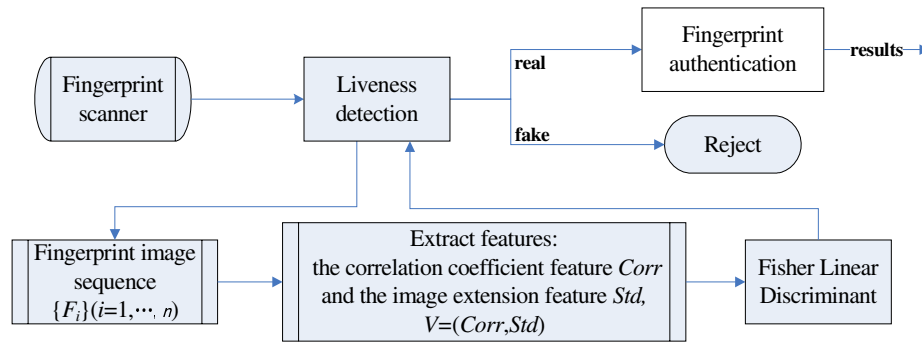 Fingerprint
scanner
Liveness
detection
real
fake
Fingerprint
authentication
results
Reject
Fingerprint image
sequence
{Fi}(i=1,⋯, n)
Extract features:
the correlation coefficient feature Corr
and the image extension feature Std,
V=(Corr,Std)
Fisher Linear
Discriminant